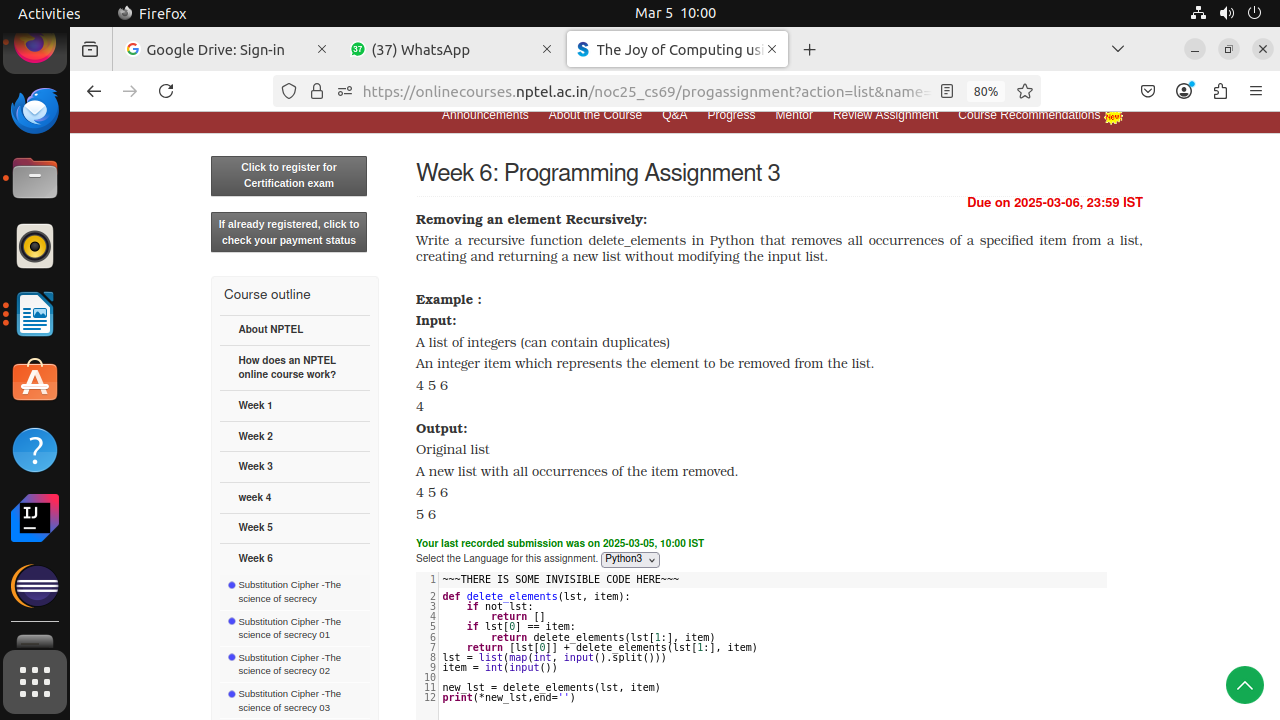 Activities
Firefox
Mar 5 10:00
Google Drive: Sign-in
(37) WhatsApp
The Joy of Computing us
https://onlinecourses.nptel.ac.in/noc25_cs69/progassignment?action=list&name=
80%
Announcements
About the Course
Q&A
Progress
Mentor
Review Assignment
Course Recommendations
New
Click to register for
Certification exam
If already registered, click to
check your payment status
Course outline
About NPTEL
How does an NPTEL
online course work?
Week 1
Week 2
Week 3
week 4
Week 5
Week 6
Substitution Cipher -The
science of secrecy
Substitution Cipher -The
science of secrecy 01
Substitution Cipher -The
science of secrecy 02
Substitution Cipher -The
science of secrecy 03
Week 6: Programming Assignment 3
Due on 2025-03-06, 23:59 IST
Removing an element Recursively:
Write a recursive function delete_elements in Python that removes all occurrences of a specified item from a list,
creating and returning a new list without modifying the input list.
Example :
Input:
A list of integers (can contain duplicates)
An integer item which represents the element to be removed from the list.
4 5 6
4
Output:
Original list
A new list with all occurrences of the item removed.
4 5 6
5 6
Your last recorded submission was on 2025-03-05, 10:00 IST
Select the Language for this assignment. Python3
1 ~~~THERE IS SOME INVISIBLE CODE HERE~~~
2 def delete_elements(lst, item):
3     if not lst:
4         return []
5     if lst[0] == item:
6         return delete_elements(lst[1:], item)
7     return [lst[0]] + delete_elements(lst[1:], item)
8 lst = list(map(int, input().split()))
9 item = int(input())
10
11 new_lst = delete_elements(lst, item)
12 print(*new_lst,end='')